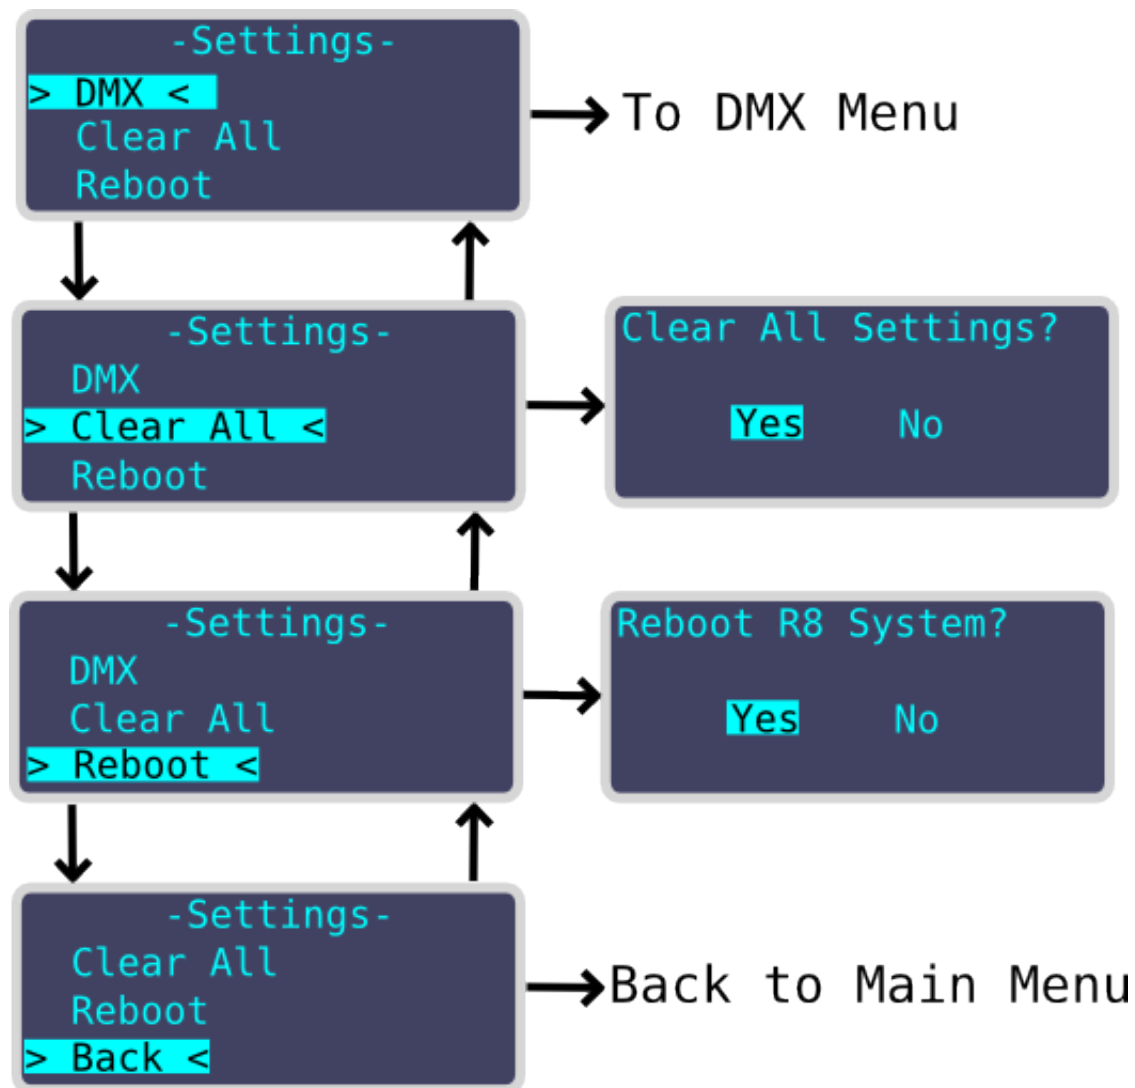 -Settings-
> DMX <
Clear All
Reboot
To DMX Menu
-Settings-
DMX
> Clear All <
Reboot
Clear All Settings?
Yes No
-Settings-
DMX
Clear All
> Reboot <
Reboot R8 System?
Yes No
-Settings-
Clear All
Reboot
> Back <
Back to Main Menu